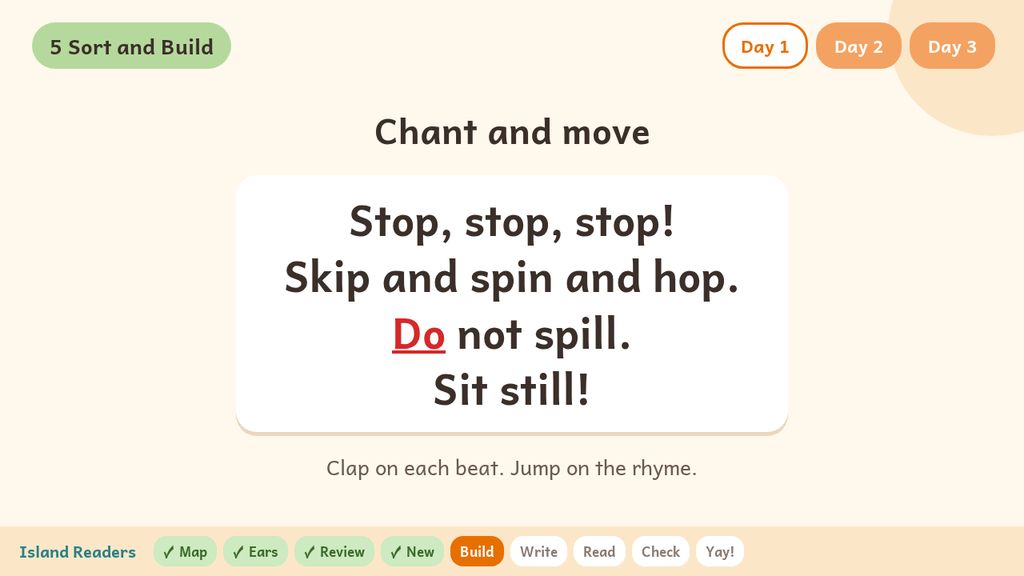 5 Sort and Build
Day 1 Day 2 Day 3
Chant and move
Stop, stop, stop!
Skip and spin and hop.
Do not spill.
Sit still!
Clap on each beat. Jump on the rhyme.
Island Readers ✓ Map ✓ Ears ✓ Review ✓ New Build Write Read Check Yay!